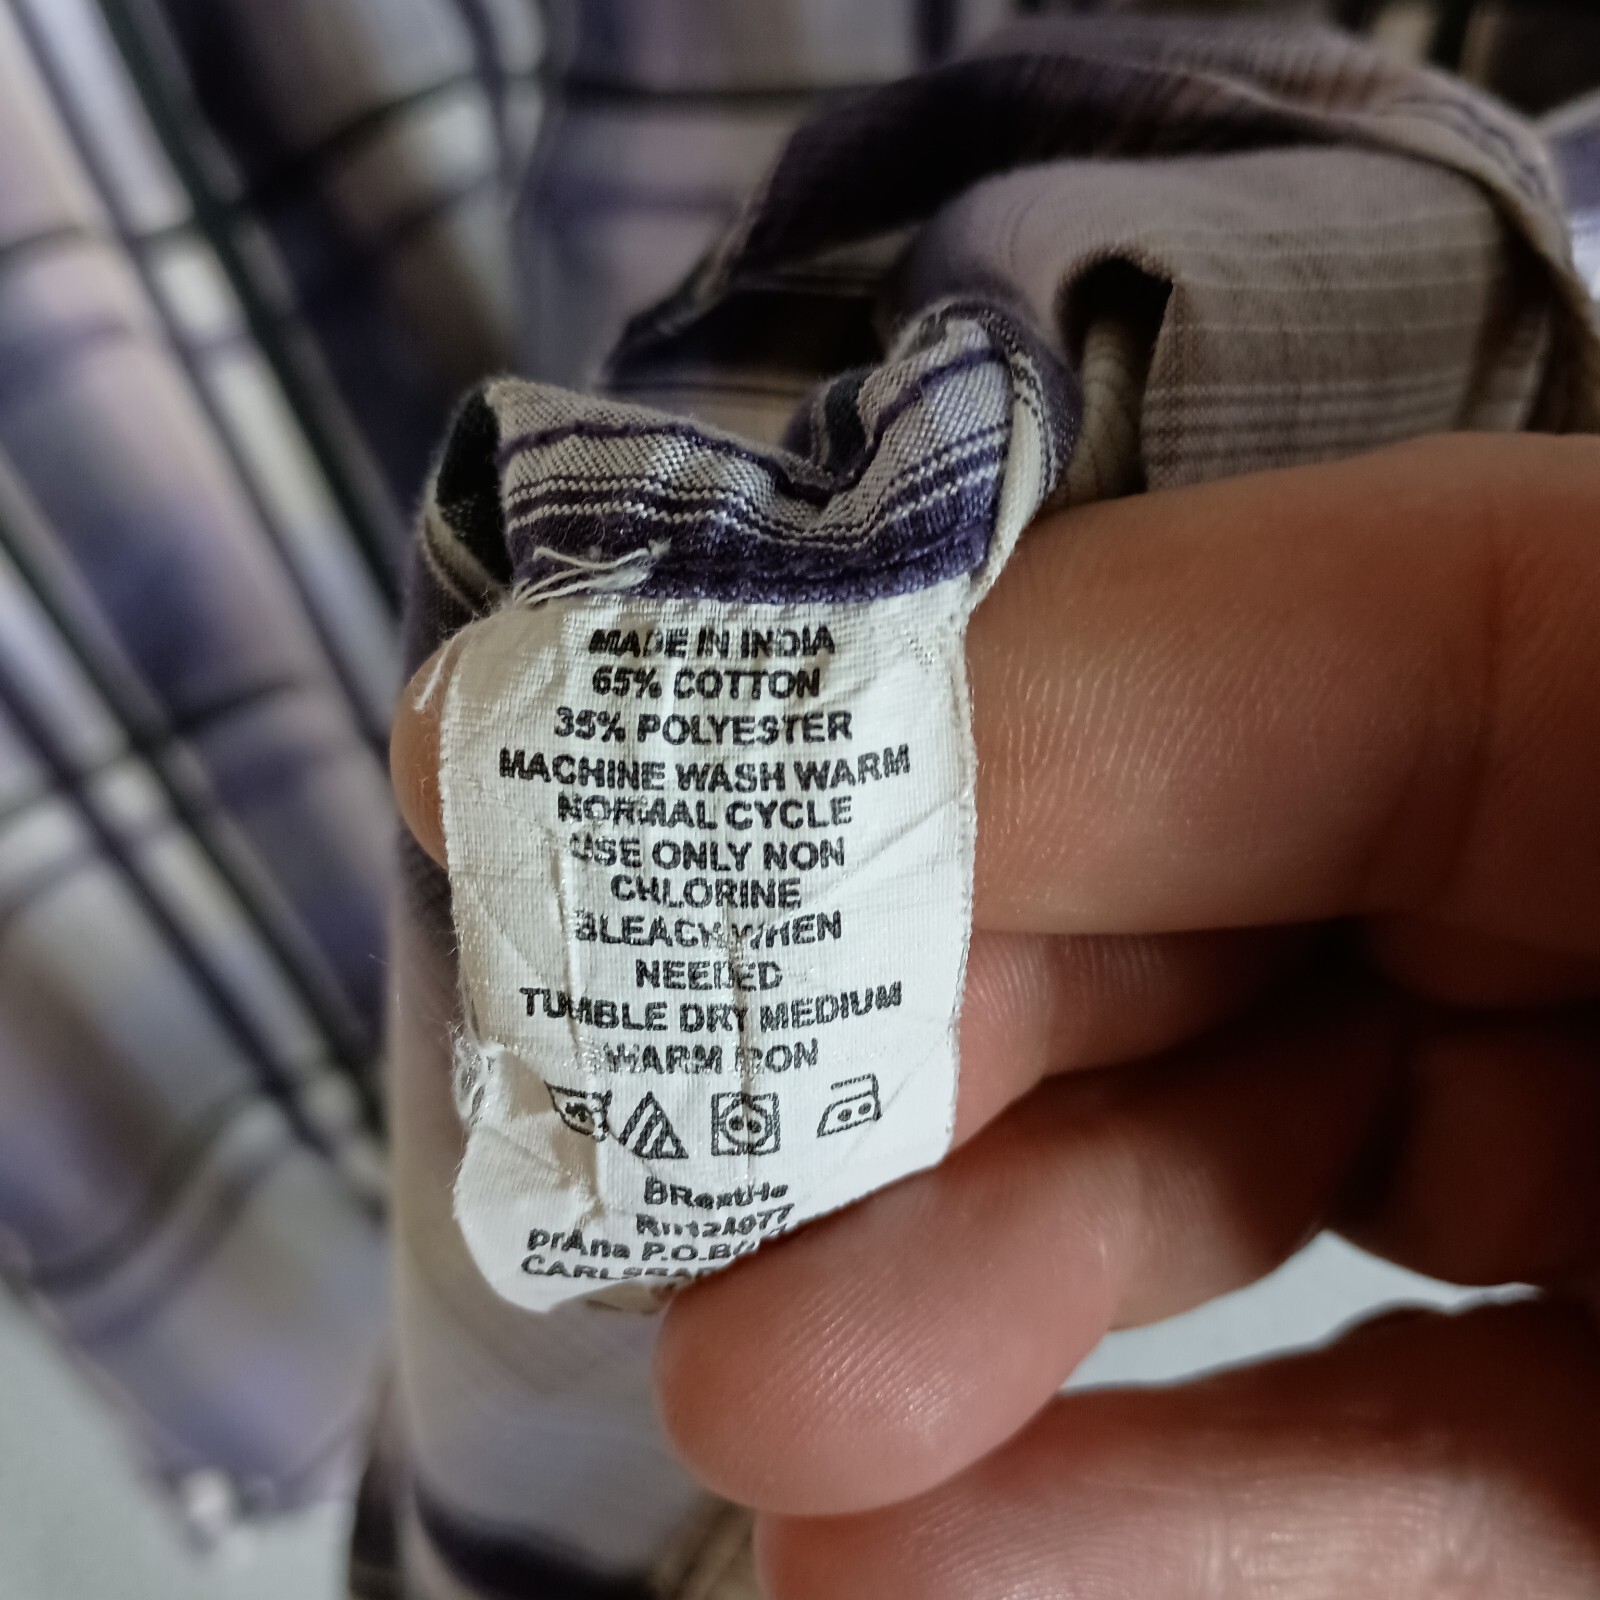 MADE IN INDIA
65% COTTON
35% POLYESTER
MACHINE WASH WARM
NORMAL CYCLE
USE ONLY NON
CHLORINE
BLEACH WHEN
NEEDED
TUMBLE DRY MEDIUM
WARM IRON
BReatHe
prAna P.O.